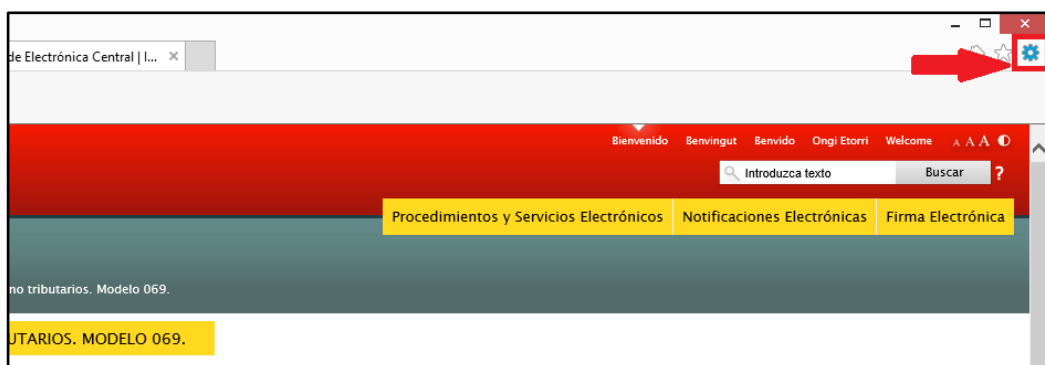 de Electrónica Central | I... ×
Bienvenido Benvingut Benvido Ongi Etorri Welcome A A A
Introduzca texto Buscar ?
Procedimientos y Servicios Electrónicos Notificaciones Electrónicas Firma Electrónica
no tributarios. Modelo 069.
UTARIOS. MODELO 069.